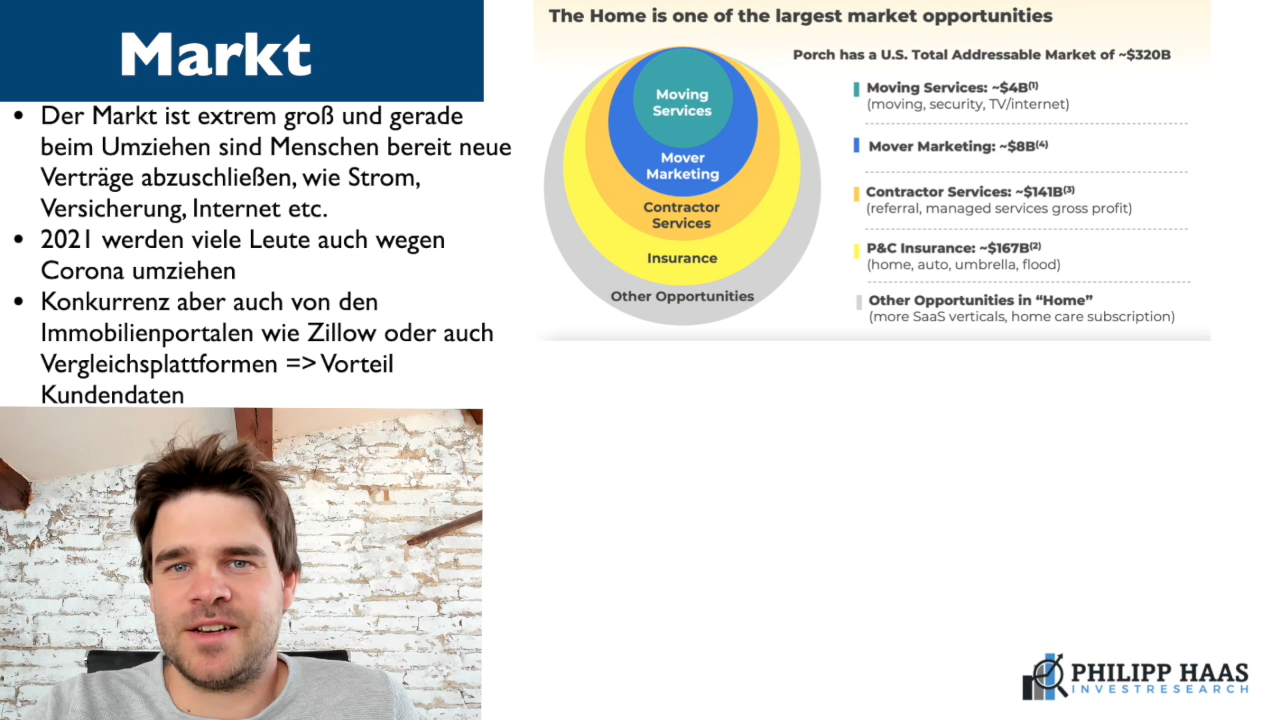 Markt
• Der Markt ist extrem groß und gerade
beim Umziehen sind Menschen bereit neue
Verträge abzuschließen, wie Strom,
Versicherung, Internet etc.
• 2021 werden viele Leute auch wegen
Corona umziehen
• Konkurrenz aber auch von den
Immobilienportalen wie Zillow oder auch
Vergleichsplattformen => Vorteil
Kundendaten
The Home is one of the largest market opportunities
Moving
Services
Mover
Marketing
Contractor
Services
Insurance
Other Opportunities
Porch has a U.S. Total Addressable Market of ~$320B
Moving Services: ~$4B(1)
(moving, security, TV/internet)
Mover Marketing: ~$8B(4)
Contractor Services: ~$141B(3)
(referral, managed services gross profit)
P&C Insurance: ~$167B(2)
(home, auto, umbrella, flood)
Other Opportunities in “Home”
(more SaaS verticals, home care subscription)
PHILIPP HAAS
INVESTRESEARCH